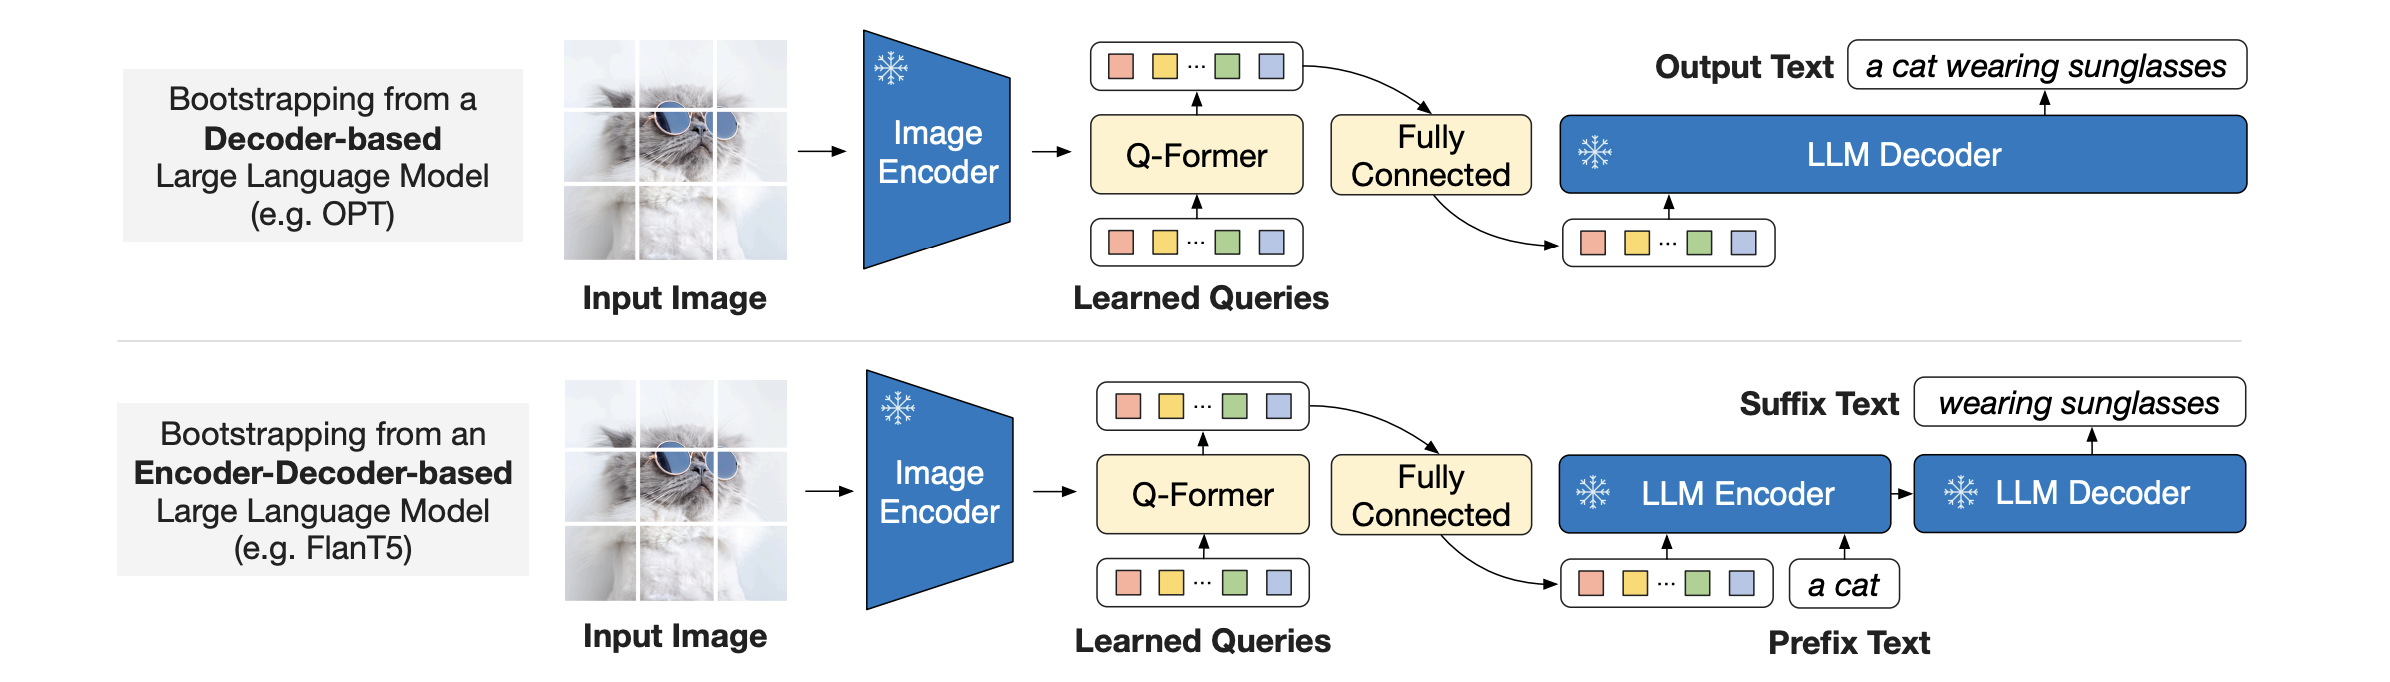 Bootstrapping from a
Decoder-based
Large Language Model
(e.g. OPT)
Input Image
Image
Encoder
...
Q-Former
...
Learned Queries
Fully
Connected
Output Text
a cat wearing sunglasses
LLM Decoder
...
Bootstrapping from an
Encoder-Decoder-based
Large Language Model
(e.g. FlanT5)
Input Image
Image
Encoder
...
Q-Former
...
Learned Queries
Fully
Connected
Suffix Text
wearing sunglasses
LLM Encoder
LLM Decoder
...
a cat
Prefix Text